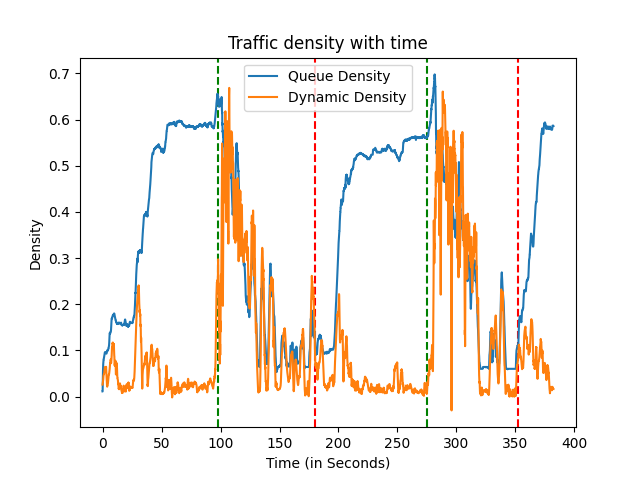 Traffic density with time
Queue Density
Dynamic Density
Density
0.7
0.6
0.5
0.4
0.3
0.2
0.1
0.0
0 50 100 150 200 250 300 350 400
Time (in Seconds)